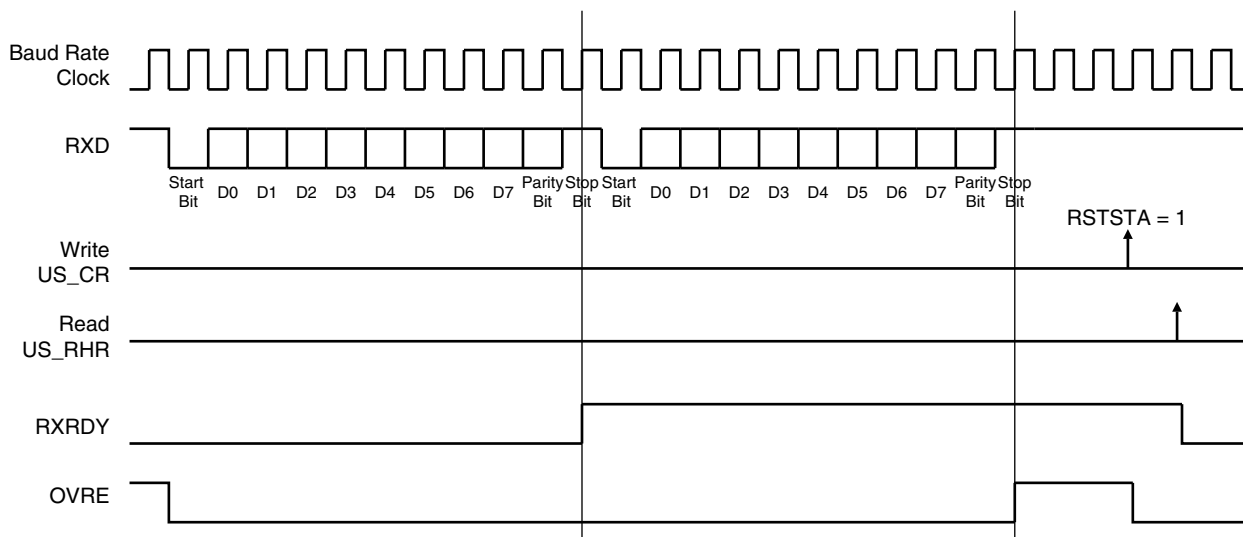 Baud Rate
Clock
RXD
Start
Bit
D0
D1
D2
D3
D4
D5
D6
D7
Parity
Bit
Stop
Bit
Start
Bit
D0
D1
D2
D3
D4
D5
D6
D7
Parity
Bit
Stop
Bit
RSTSTA = 1
Write
US_CR
Read
US_RHR
RXRDY
OVRE